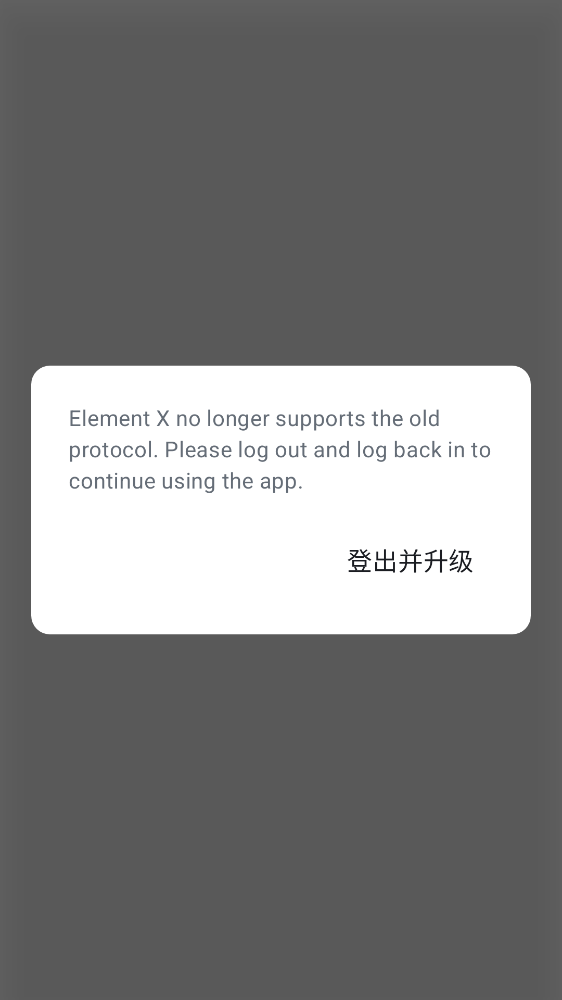 Element X no longer supports the old
protocol. Please log out and log back in to
continue using the app.
登出并升级